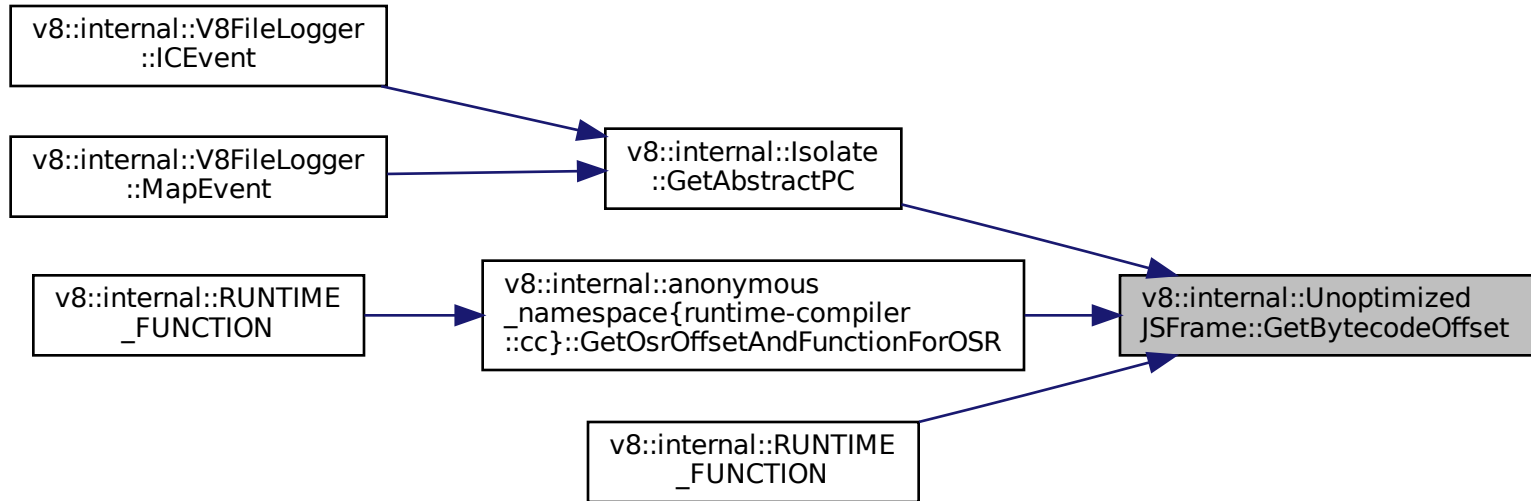 v8::internal::V8FileLogger
::ICEvent
v8::internal::V8FileLogger
::MapEvent
v8::internal::Isolate
::GetAbstractPC
v8::internal::RUNTIME
_FUNCTION
v8::internal::anonymous
_namespace{runtime-compiler
::cc}::GetOsrOffsetAndFunctionForOSR
v8::internal::Unoptimized
JSFrame::GetBytecodeOffset
v8::internal::RUNTIME
_FUNCTION